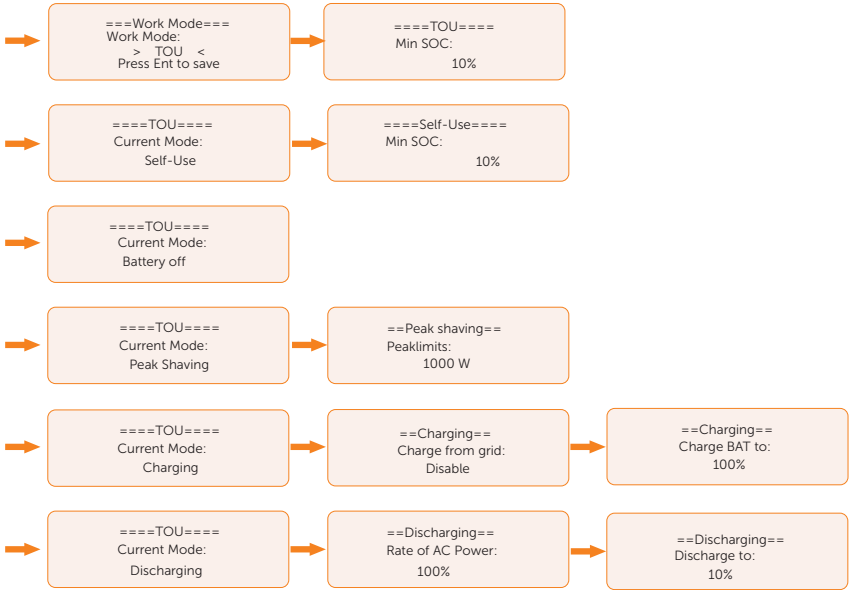 ===Work Mode===
Work Mode:
> TOU <
Press Ent to save
====TOU====
Min SOC:
10%
====TOU====
Current Mode:
Self-Use
====Self-Use====
Min SOC:
10%
====TOU====
Current Mode:
Battery off
====TOU====
Current Mode:
Peak Shaving
==Peak shaving==
Peaklimits:
1000 W
====TOU====
Current Mode:
Charging
==Charging==
Charge from grid:
Disable
==Charging==
Charge BAT to:
100%
====TOU====
Current Mode:
Discharging
==Discharging==
Rate of AC Power:
100%
==Discharging==
Discharge to:
10%